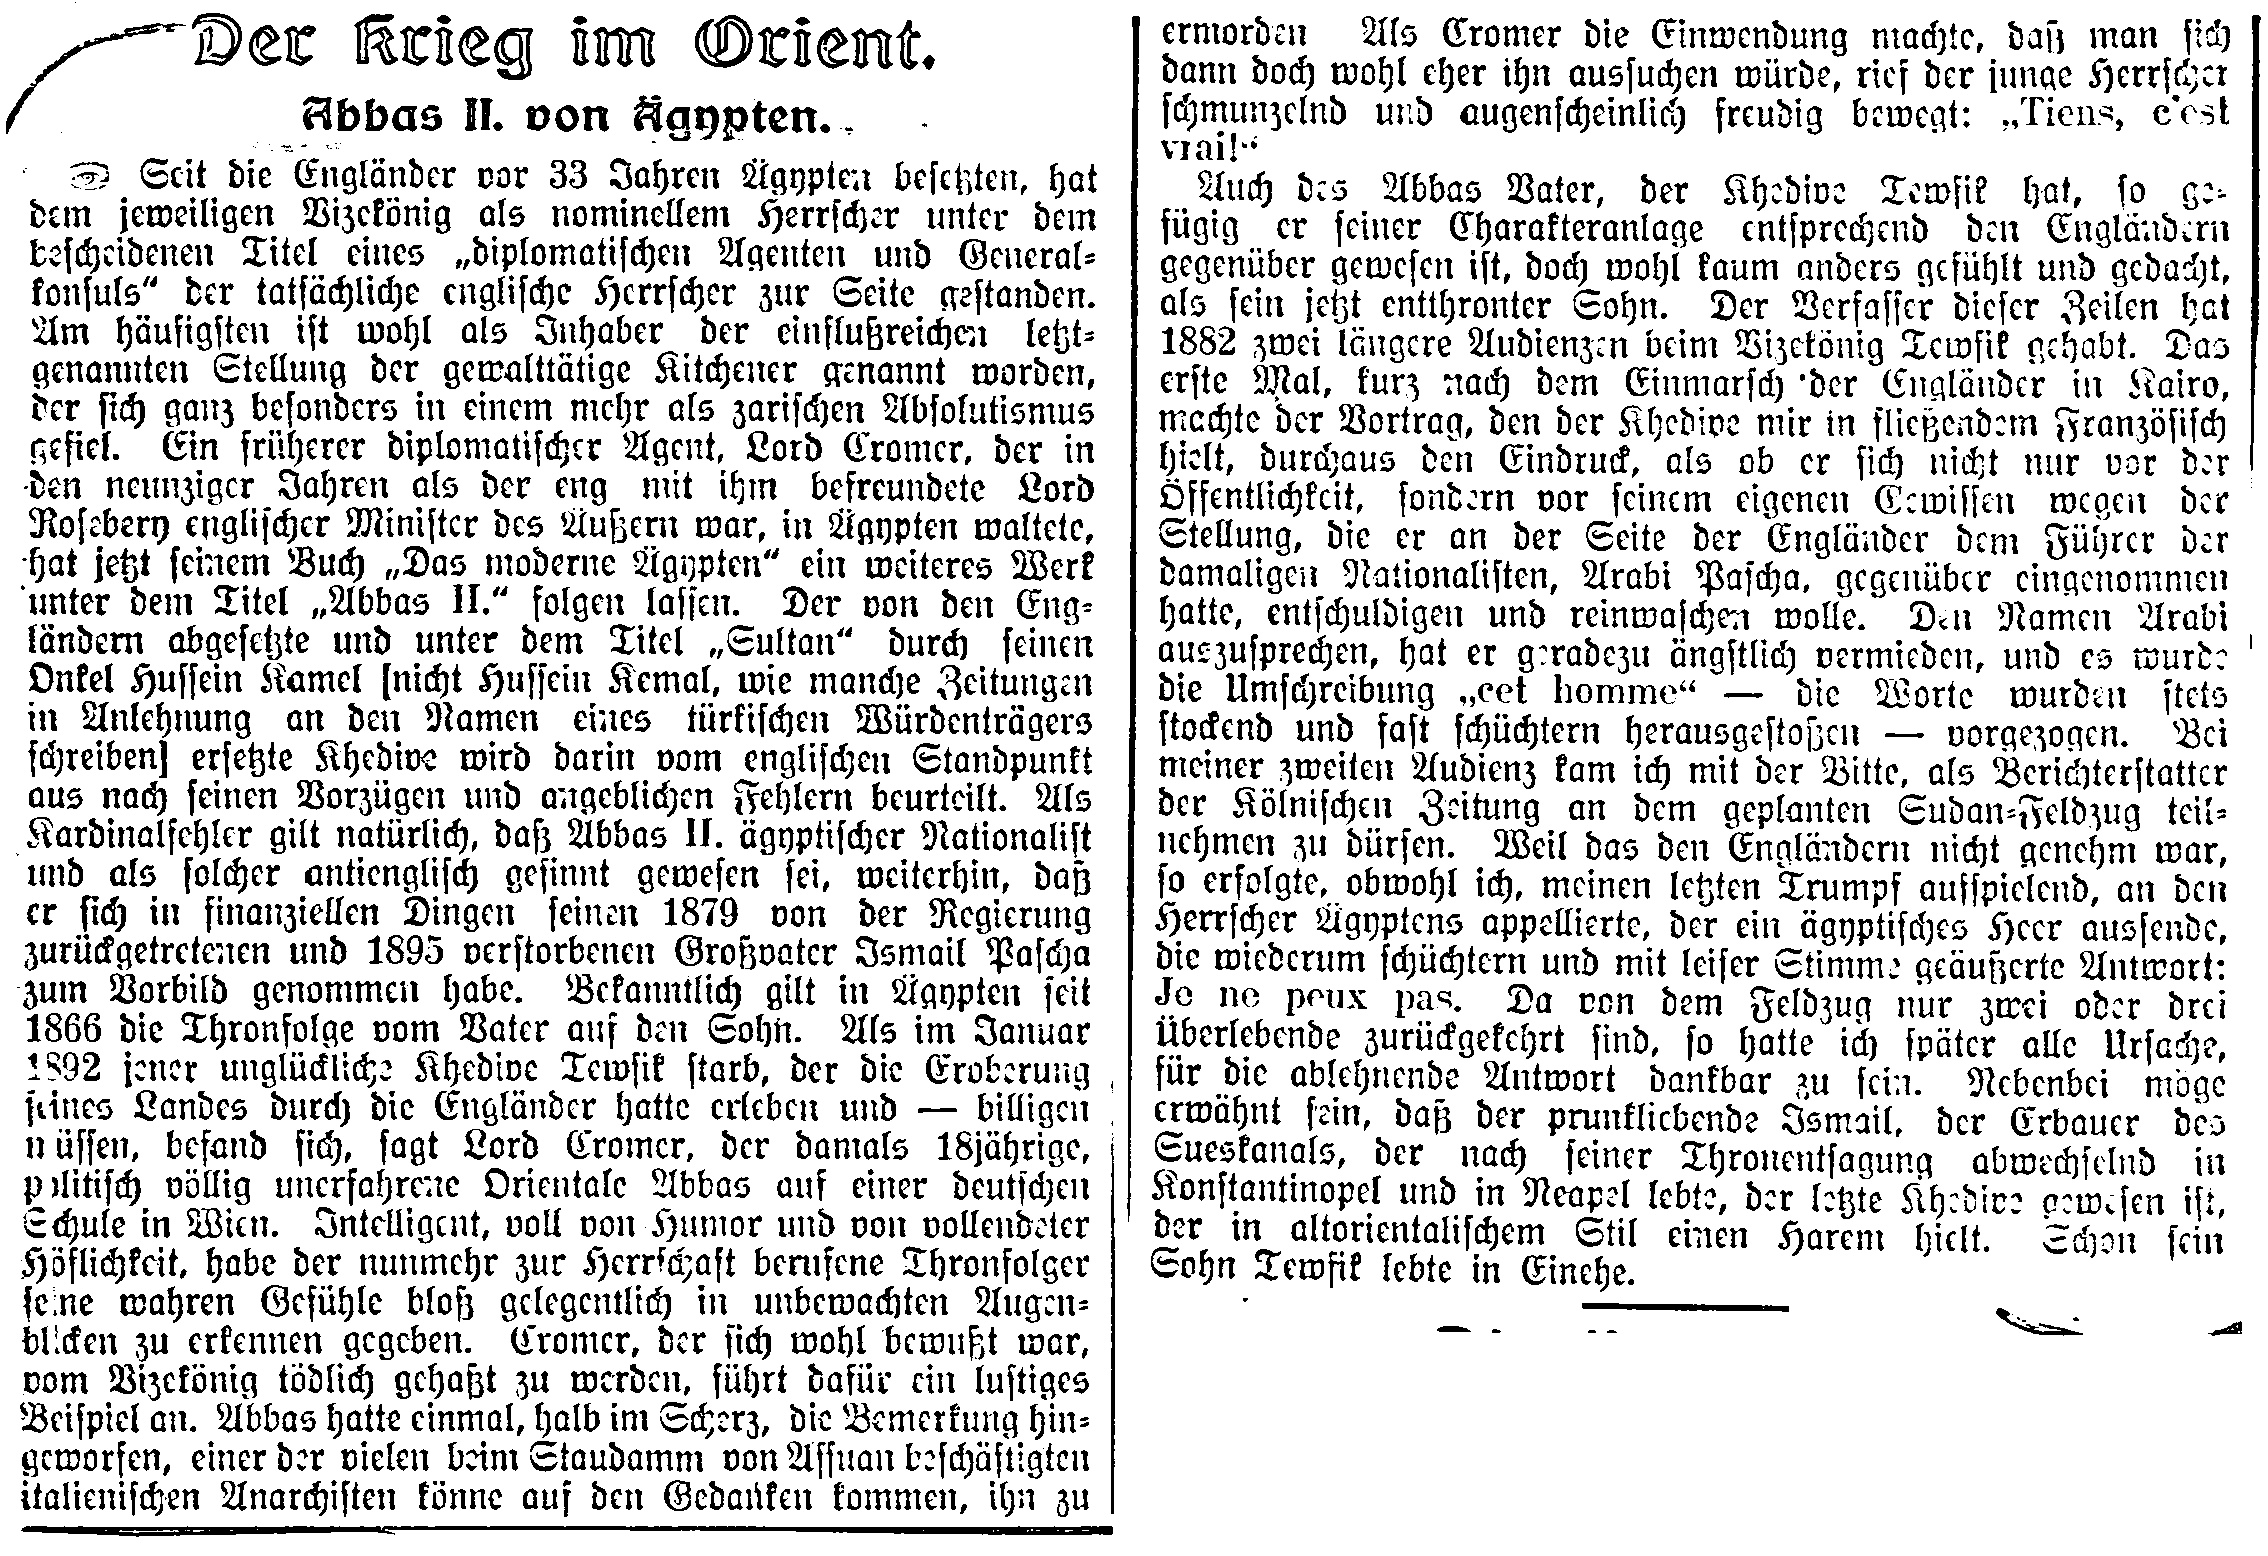 Der Krieg im Orient.
Abbas II. von Ägypten.
Seit die Engländer vor 33 Jahren Ägypten besetzten, hat
dem jeweiligen Vizekönig als nominellem Herrscher unter dem
bescheidenen Titel eines „diplomatischen Agenten und General-
konsuls“ der tatsächliche englische Herrscher zur Seite gestanden.
Am häufigsten ist wohl als Inhaber der einflußreichen letzt-
genannten Stellung der gewalttätige Kitchener genannt worden,
der sich ganz besonders in einem mehr als zarischen Absolutismus
gefiel. Ein früherer diplomatischer Agent, Lord Cromer, der in
den neunziger Jahren als der eng mit ihm befreundete Lord
Rosebery englischer Minister des Äußern war, in Ägypten waltete,
hat jetzt seinem Buch „Das moderne Ägypten“ ein weiteres Werk
unter dem Titel „Abbas II.“ folgen lassen. Der von den Eng-
ländern abgesetzte und unter dem Titel „Sultan“ durch seinen
Onkel Hussein Kamel [nicht Hussein Kemal, wie manche Zeitungen
in Anlehnung an den Namen eines türkischen Würdenträgers
schreiben] ersetzte Khedive wird darin vom englischen Standpunkt
aus nach seinen Vorzügen und angeblichen Fehlern beurteilt. Als
Kardinalfehler gilt natürlich, daß Abbas II. ägyptischer Nationalist
und als solcher antienglisch gesinnt gewesen sei, weiterhin, daß
er sich in finanziellen Dingen seinen 1879 von der Regierung
zurückgetretenen und 1895 verstorbenen Großvater Ismail Pascha
zum Vorbild genommen habe. Bekanntlich gilt in Ägypten seit
1866 die Thronfolge vom Vater auf den Sohn. Als im Januar
1892 jener unglückliche Khedive Tewfik starb, der die Eroberung
seines Landes durch die Engländer hatte erleben und — billigen
müssen, befand sich, sagt Lord Cromer, der damals 18jährige,
politisch völlig unerfahrene Orientale Abbas auf einer deutschen
Schule in Wien. Intelligent, voll von Humor und von vollendeter
Höflichkeit, habe der nunmehr zur Herrschaft berufene Thronfolger
seine wahren Gefühle bloß gelegentlich in unbewachten Augen-
blicken zu erkennen gegeben. Cromer, der sich wohl bewußt war,
vom Vizekönig tödlich gehaßt zu werden, führt dafür ein lustiges
Beispiel an. Abbas hatte einmal, halb im Scherz, die Bemerkung hin-
geworfen, einer der vielen beim Staudamm von Assuan beschäftigten
italienischen Anarchisten könne auf den Gedanken kommen, ihn zu
ermorden Als Cromer die Einwendung machte, daß man sich
dann doch wohl eher ihn aussuchen würde, rief der junge Herrscher
schmunzelnd und augenscheinlich freudig bewegt: „Tiens, c'est
vrai!“
Auch des Abbas Vater, der Khedive Tewfik hat, so ge-
fügig er seiner Charakteranlage entsprechend den Engländern
gegenüber gewesen ist, doch wohl kaum anders gefühlt und gedacht,
als sein jetzt entthronter Sohn. Der Verfasser dieser Zeilen hat
1882 zwei längere Audienzen beim Vizekönig Tewfik gehabt. Das
erste Mal, kurz nach dem Einmarsch der Engländer in Kairo,
machte der Vortrag, den der Khedive mir in fließendem Französisch
hielt, durchaus den Eindruck, als ob er sich nicht nur vor der
Öffentlichkeit, sondern vor seinem eigenen Gewissen wegen der
Stellung, die er an der Seite der Engländer dem Führer der
damaligen Nationalisten, Arabi Pascha, gegenüber eingenommen
hatte, entschuldigen und reinwaschen wolle. Den Namen Arabi
auszusprechen, hat er geradezu ängstlich vermieden, und es wurde
die Umschreibung „cet homme“ — die Worte wurden stets
stockend und fast schüchtern herausgestoßen — vorgezogen. Bei
meiner zweiten Audienz kam ich mit der Bitte, als Berichterstatter
der Kölnischen Zeitung an dem geplanten Sudan-Feldzug teil-
nehmen zu dürfen. Weil das den Engländern nicht genehm war,
so erfolgte, obwohl ich, meinen letzten Trumpf aufspielend, an den
Herrscher Ägyptens appellierte, der ein ägyptisches Heer aussende,
die wiederum schüchtern und mit leiser Stimme geäußerte Antwort:
Je ne peux pas. Da von dem Feldzug nur zwei oder drei
Überlebende zurückgekehrt sind, so hatte ich später alle Ursache,
für die ablehnende Antwort dankbar zu sein. Nebenbei möge
erwähnt sein, daß der prunkliebende Ismail, der Erbauer des
Sueskanals, der nach seiner Thronentsagung abwechselnd in
Konstantinopel und in Neapel lebte, der letzte Khedive gewesen ist,
der in altorientalischem Stil einen Harem hielt. Schon sein
Sohn Tewfik lebte in Einehe.